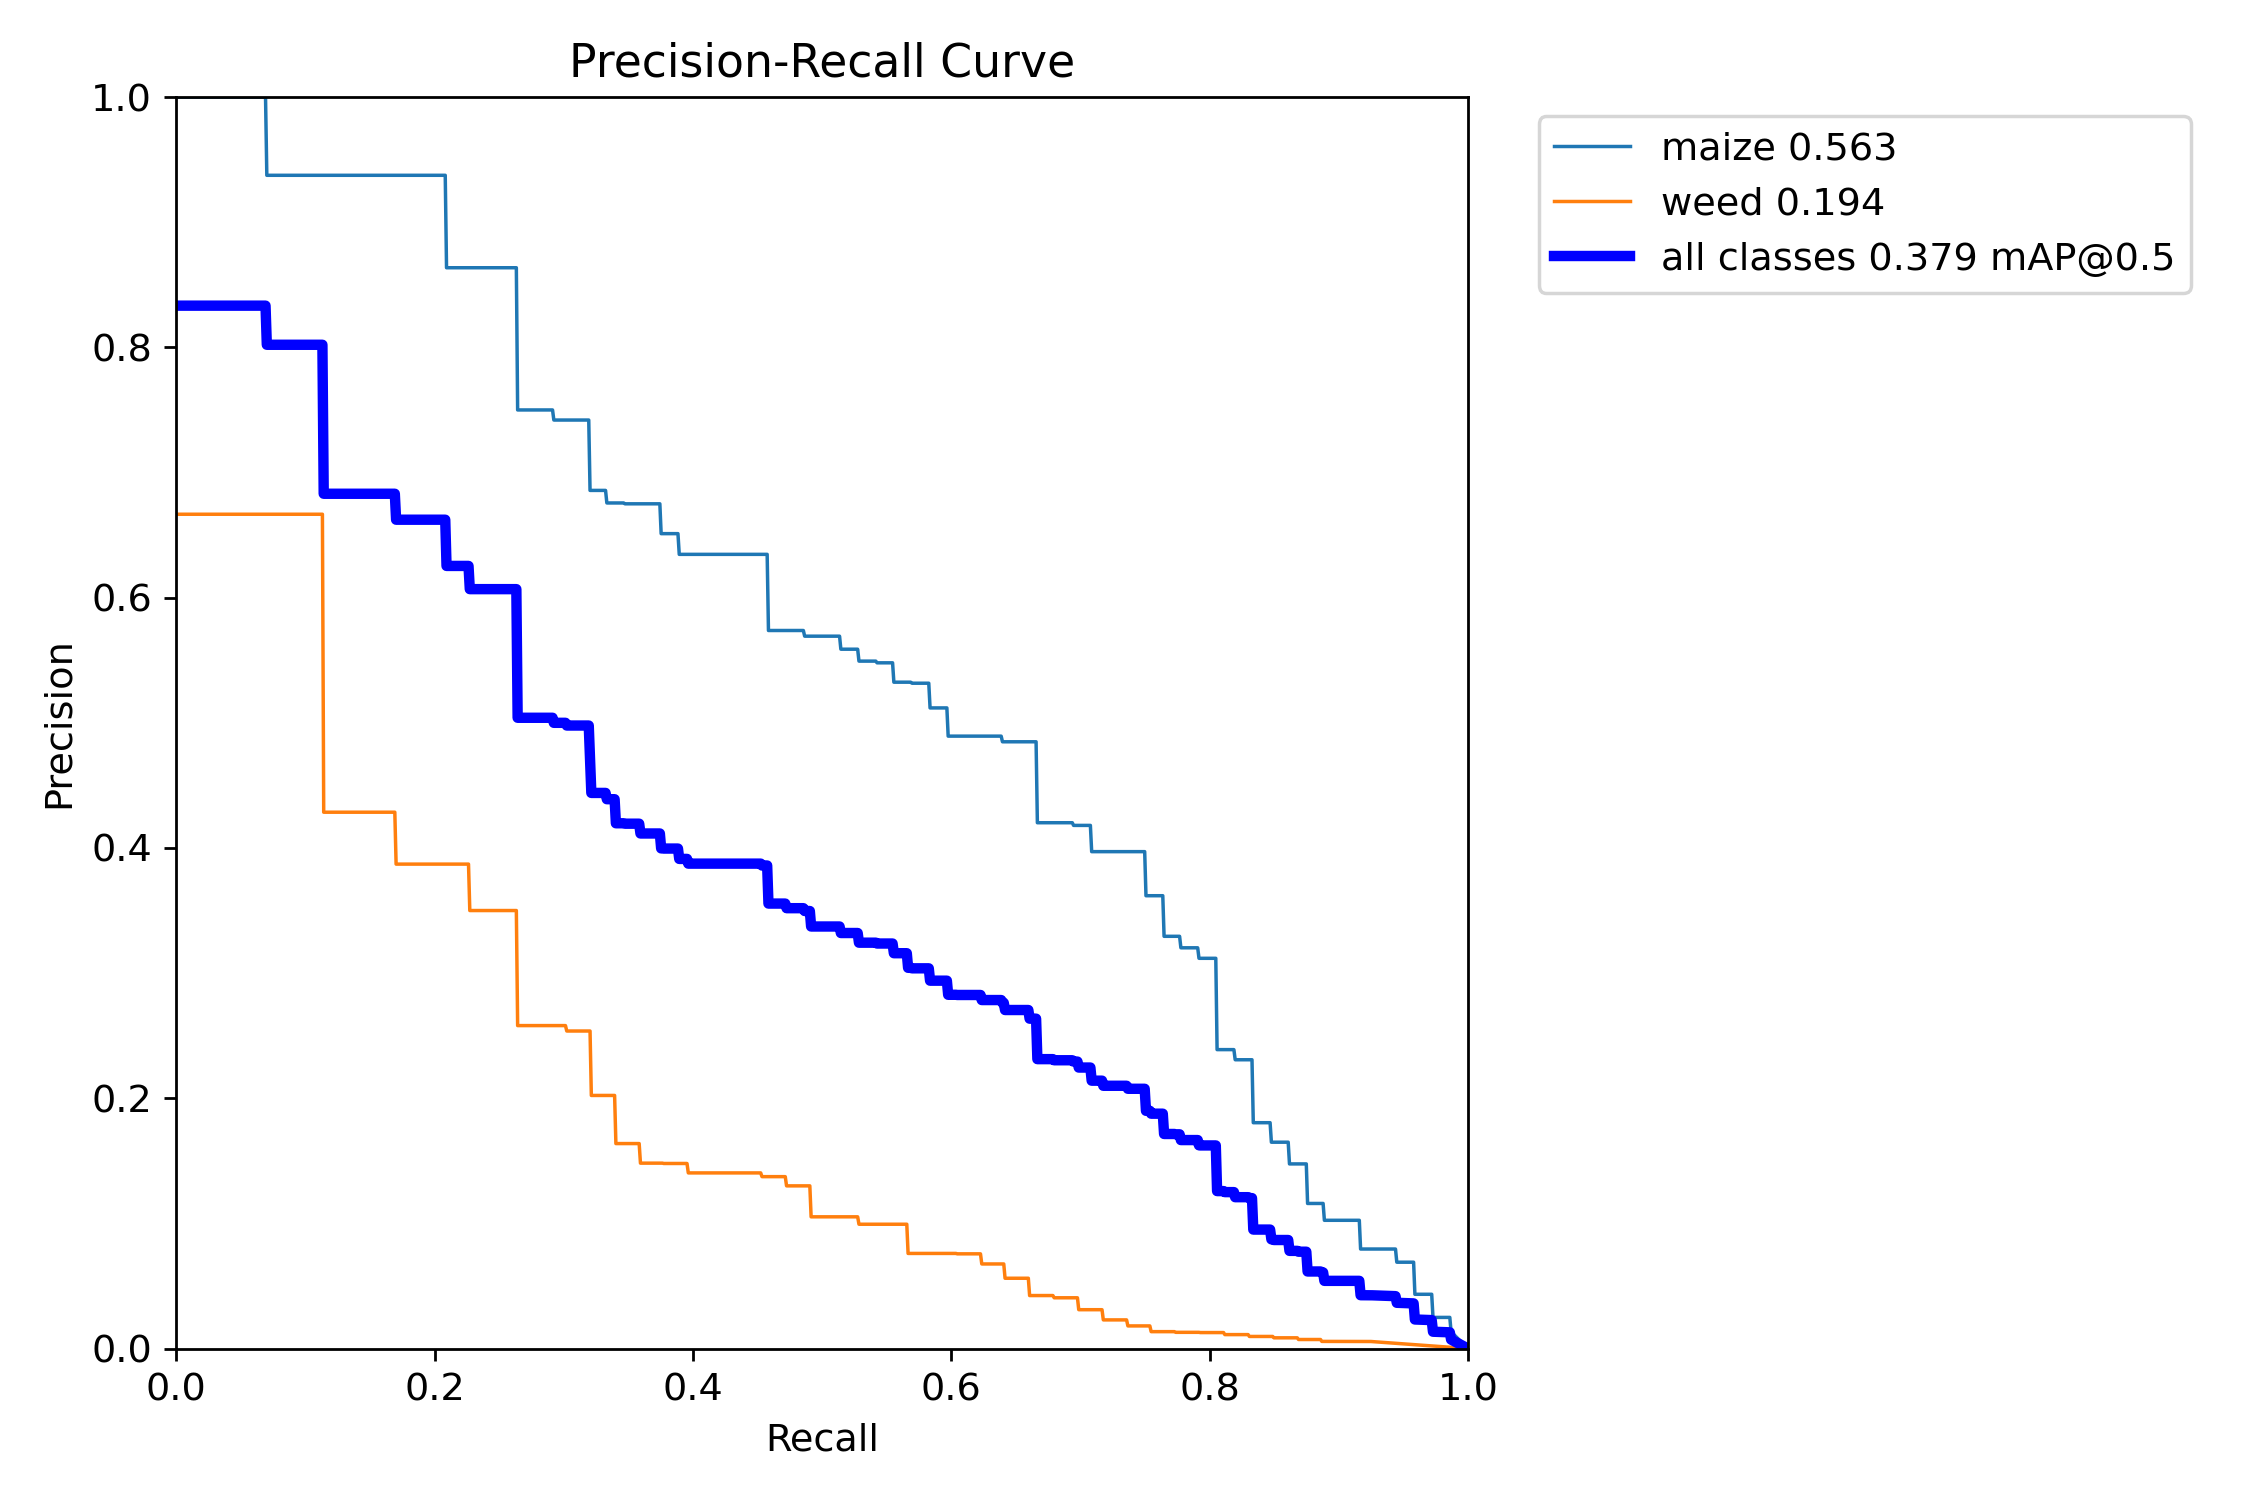 Precision-Recall Curve
maize 0.563
weed 0.194
all classes 0.379 mAP@0.5
Precision
1.0
0.8
0.6
0.4
0.2
0.0
0.0 0.2 0.4 0.6 0.8 1.0
Recall